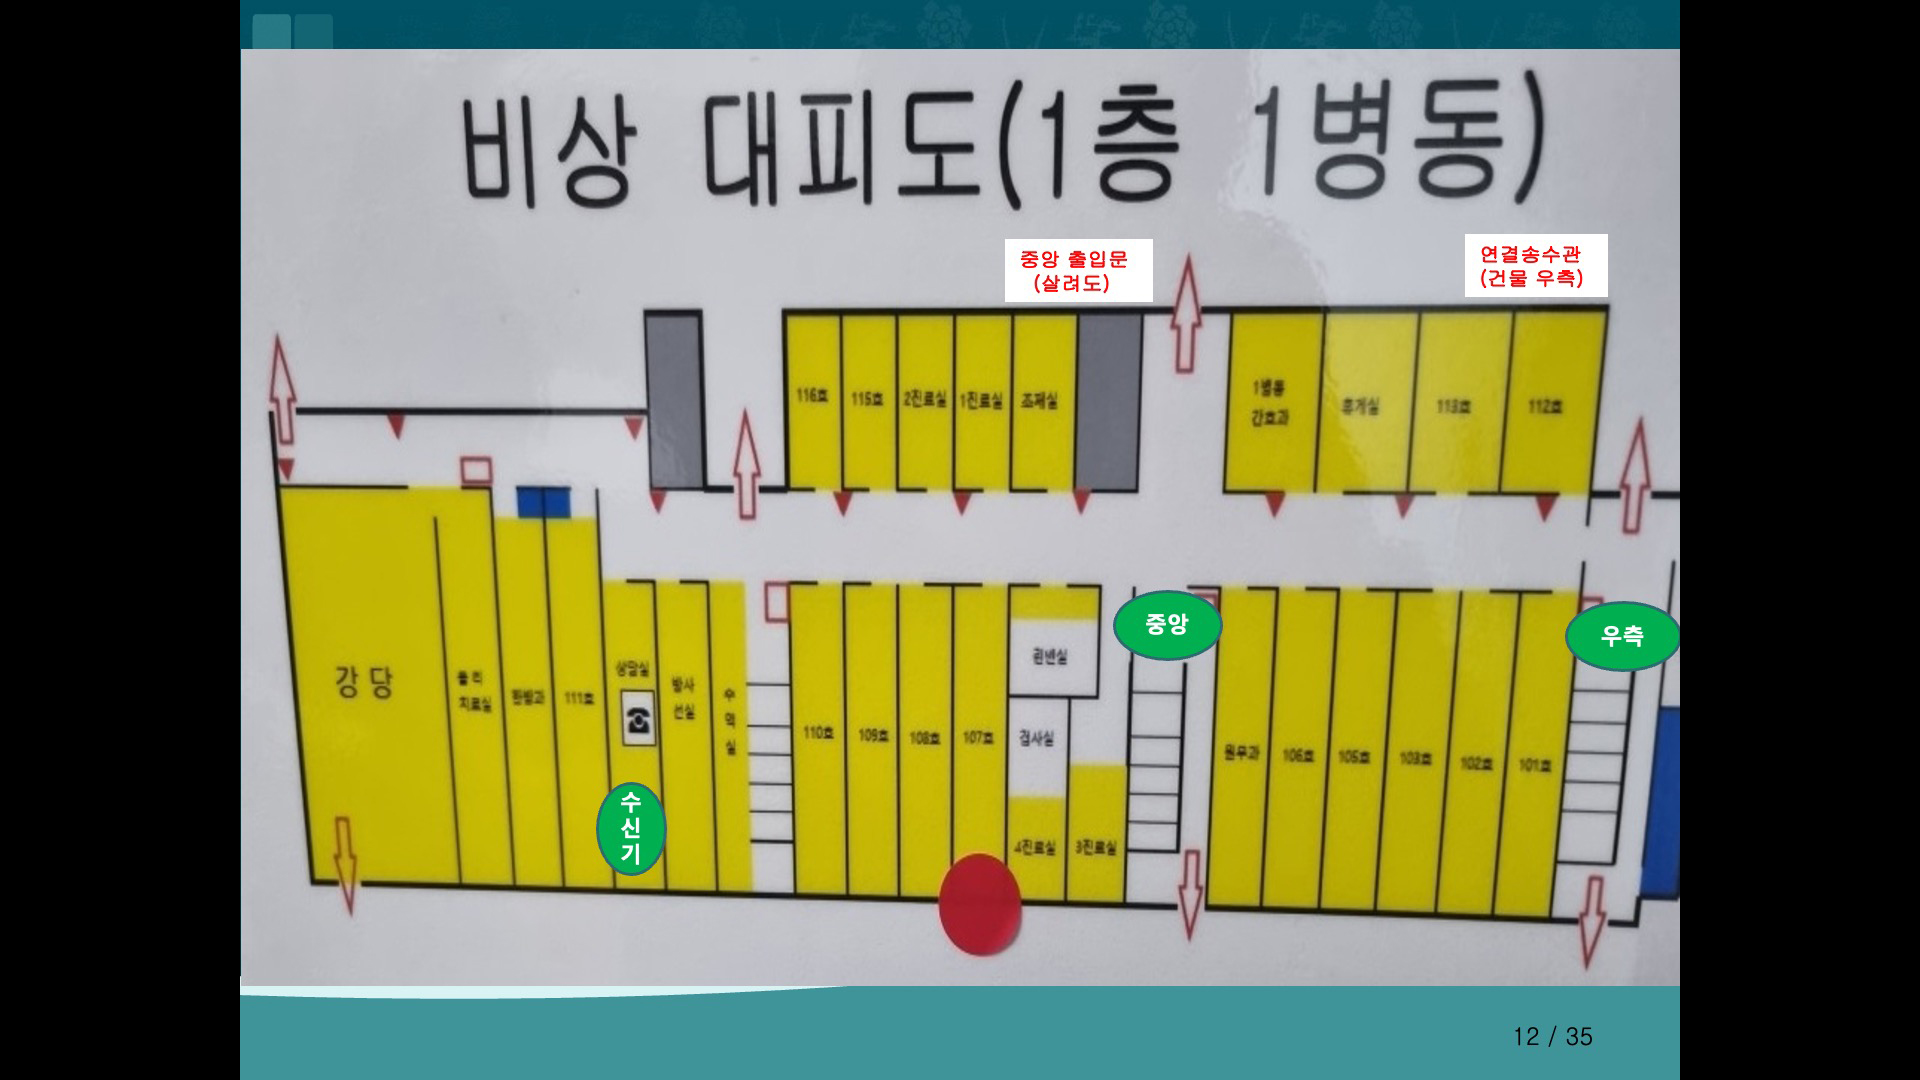 비상 대피도(1층 1병동)
중앙 출입문
(살려도)
연결송수관
(건물 우측)
116호
115호
2진료실
1진료실
조제실
1병동
간호과
휴게실
113호
112호
중앙
우측
강당
물리
치료실
한방과
111호
상담실
방사
선실
수
억
실
110호
109호
108호
107호
린넨실
검사실
4진료실
3진료실
원무과
106호
105호
103호
102호
101호
수
신
기
12 / 35